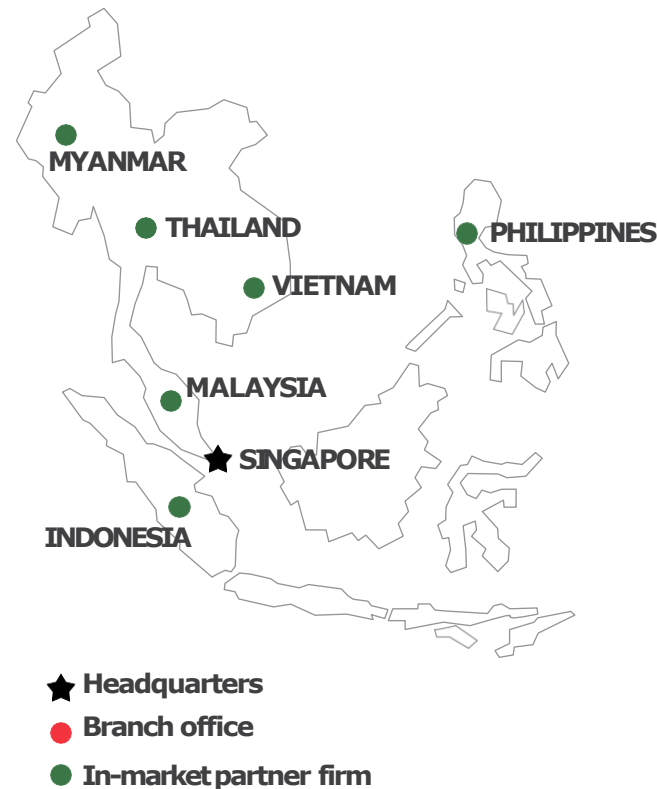 MYANMAR
THAILAND
PHILIPPINES
VIETNAM
MALAYSIA
SINGAPORE
INDONESIA
Headquarters
Branch office
In-market partner firm